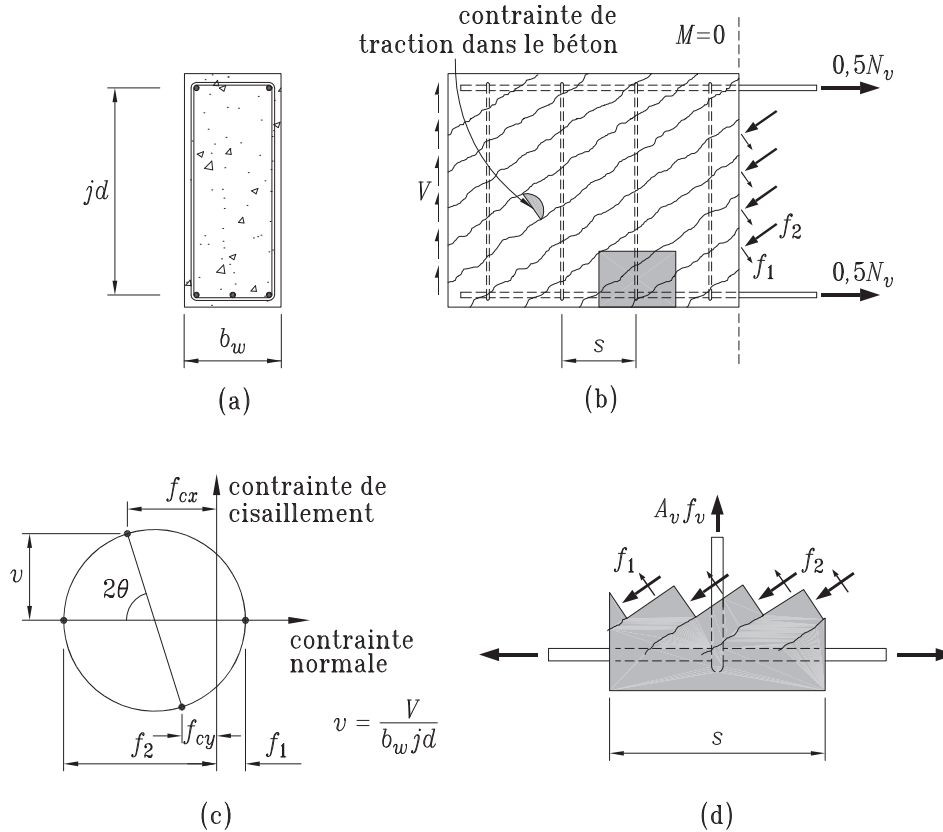 contrainte de
traction dans le béton
M=0
0,5N_v
jd
V
f_2
f_1
0,5N_v
b_w
s
(a)
(b)
f_cx
contrainte de
cisaillement
v
2θ
contrainte
normale
f_cy
f_2
f_1
v = V / b_w jd
(c)
A_v f_v
f_1
f_2
s
(d)